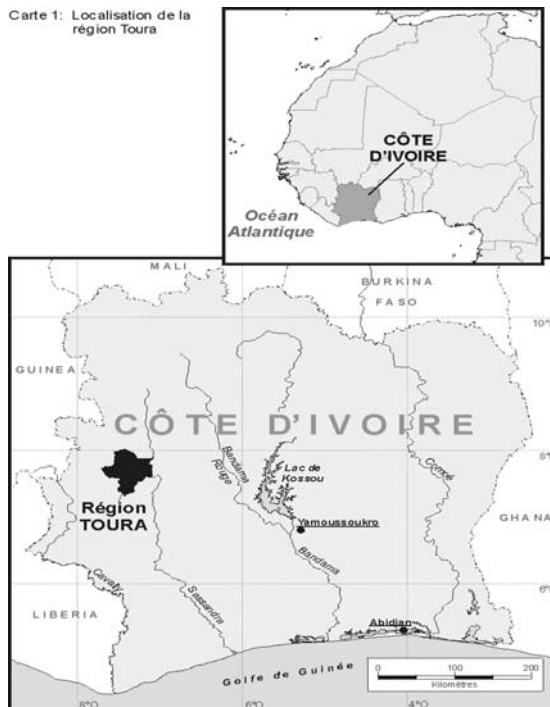 Carte 1: Localisation de la
région Toura
CÔTE
D'IVOIRE
Océan
Atlantique
MALI
BURKINA
FASO
10°
GUINEA
CÔTE D'IVOIRE
8°
Bandama
Rouge
Lac de
Kossou
Comoé
Région
TOURA
Yamoussoukro
GHANA
Bandama
Cavally
Sassandra
6°
LIBERIA
Abidjan
Golfe de Guinée
0 100 200
Kilomètres
8°O
6°O
4°O